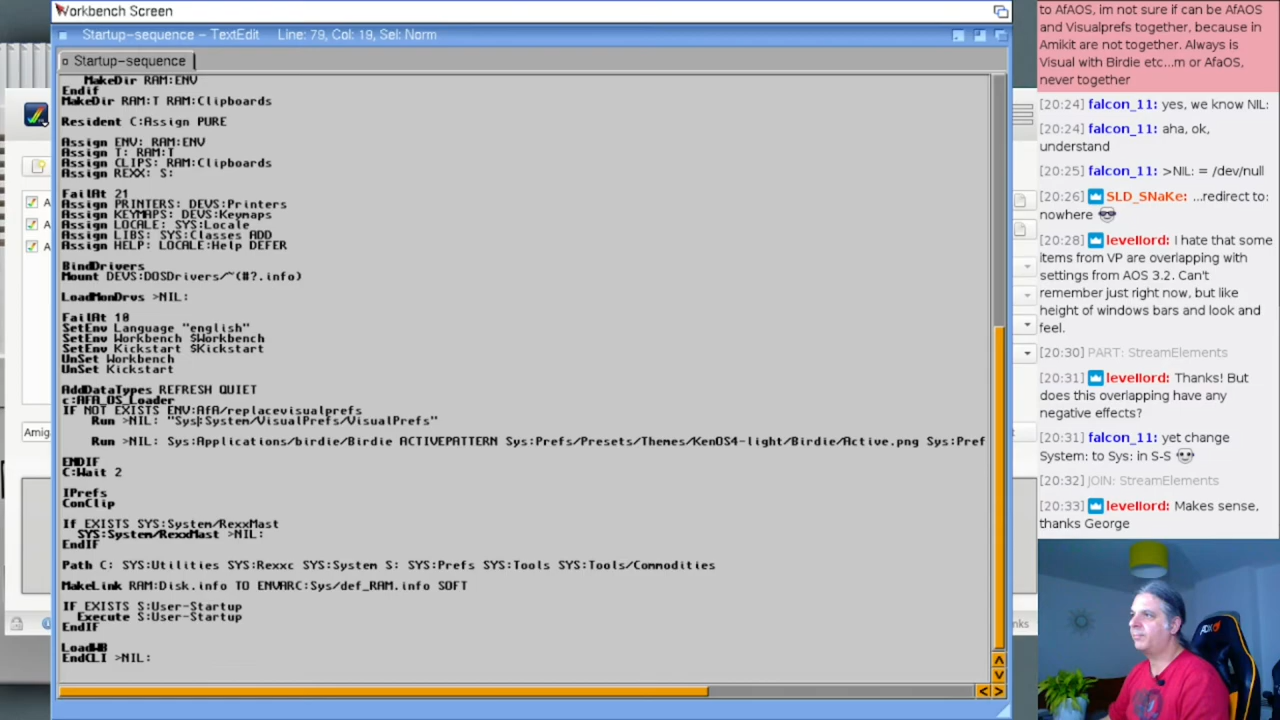 Workbench Screen
Startup-sequence - TextEdit Line: 79, Col: 19, Sel: Norm
Startup-sequence
MakeDir RAM:ENV
Endif
MakeDir RAM:T RAM:Clipboards
Resident C:Assign PURE
Assign ENV: RAM:ENV
Assign T: RAM:T
Assign CLIPS: RAM:Clipboards
Assign REXX: S:
FailAt 21
Assign PRINTERS: DEVS:Printers
Assign KEYMAPS: DEVS:Keymaps
Assign LOCALE: SYS:Locale
Assign LIBS: SYS:Classes ADD
Assign HELP: LOCALE:Help DEFER
BindDrivers
Mount DEVS:DOSDrivers/~(#?.info)
LoadMonDrvs >NIL:
FailAt 10
SetEnv Language "english"
SetEnv Workbench $Workbench
SetEnv Kickstart $Kickstart
UnSet Workbench
UnSet Kickstart
AddDataTypes REFRESH QUIET
c:AFA_OS_Loader
IF NOT EXISTS ENV:AfA/replacevisualprefs
Run >NIL: "Sys:System/VisualPrefs/VisualPrefs"
Run >NIL: Sys:Applications/birdie/Birdie ACTIVEPATTERN Sys:Prefs/Presets/Themes/KenOS4-light/Birdie/Active.png Sys:Pref
ENDIF
C:Wait 2
IPrefs
ConClip
If EXISTS SYS:System/RexxMast
SYS:System/RexxMast >NIL:
EndIF
Path C: SYS:Utilities SYS:Rexxc SYS:System S: SYS:Prefs SYS:Tools SYS:Tools/Commodities
MakeLink RAM:Disk.info TO ENVARC:Sys/def_RAM.info SOFT
IF EXISTS S:User-Startup
Execute S:User-Startup
EndIF
LoadWB
EndCLI >NIL:
A
A
A
Amig
nks
to AfAOS, im not sure if can be AfAOS
and Visualprefs together, because in
Amikit are not together. Always is
Visual with Birdie etc...m or AfaOS,
never together
[20:24] falcon_11: yes, we know NIL:
[20:24] falcon_11: aha, ok,
understand
[20:25] falcon_11: >NIL: = /dev/null
[20:26] SLD_SNaKe: ...redirect to:
nowhere
[20:28] levellord: I hate that some
items from VP are overlapping with
settings from AOS 3.2. Can't
remember just right now, but like
height of windows bars and look and
feel.
[20:30] PART: StreamElements
[20:31] levellord: Thanks! But
does this overlapping have any
negative effects?
[20:31] falcon_11: yet change
System: to Sys: in S-S
[20:32] JOIN: StreamElements
[20:33] levellord: Makes sense,
thanks George